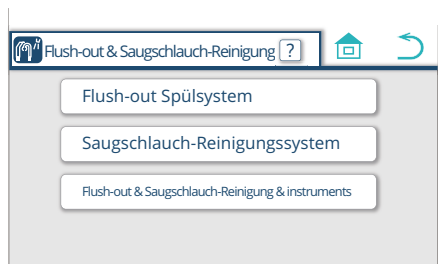 Flush-out & Saugschlauch-Reinigung ?
Flush-out Spülsystem
Saugschlauch-Reinigungssystem
Flush-out & Saugschlauch-Reinigung & instruments